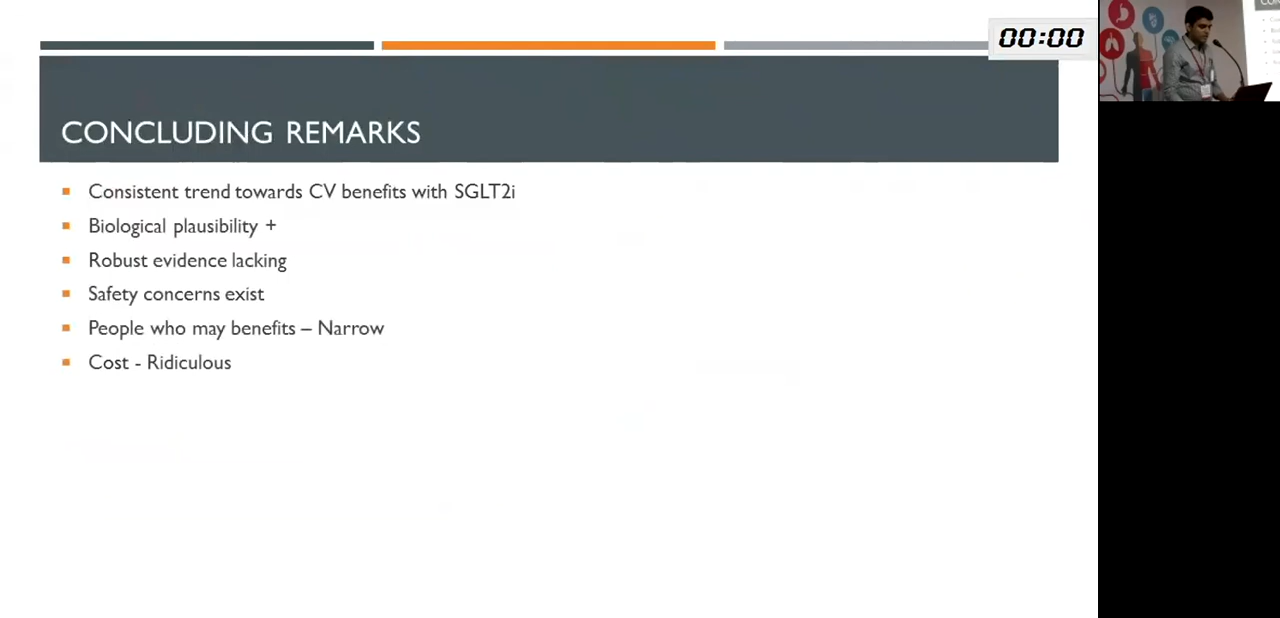 00:00
CONCLUDING REMARKS
Consistent trend towards CV benefits with SGLT2i
Biological plausibility +
Robust evidence lacking
Safety concerns exist
People who may benefits – Narrow
Cost - Ridiculous